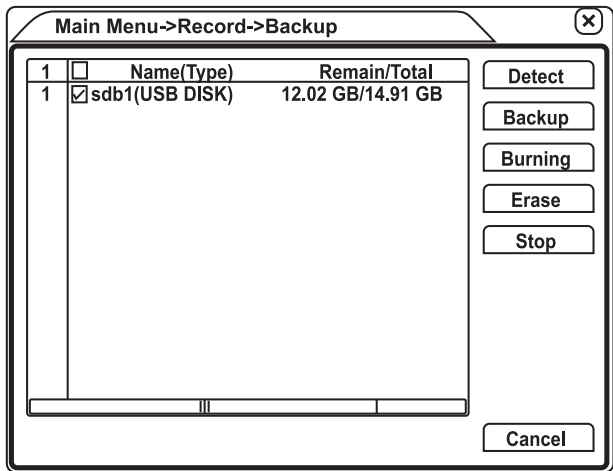 Main Menu->Record->Backup
1 Name(Type) Remain/Total
1 sdb1(USB DISK) 12.02 GB/14.91 GB
Detect
Backup
Burning
Erase
Stop
Cancel